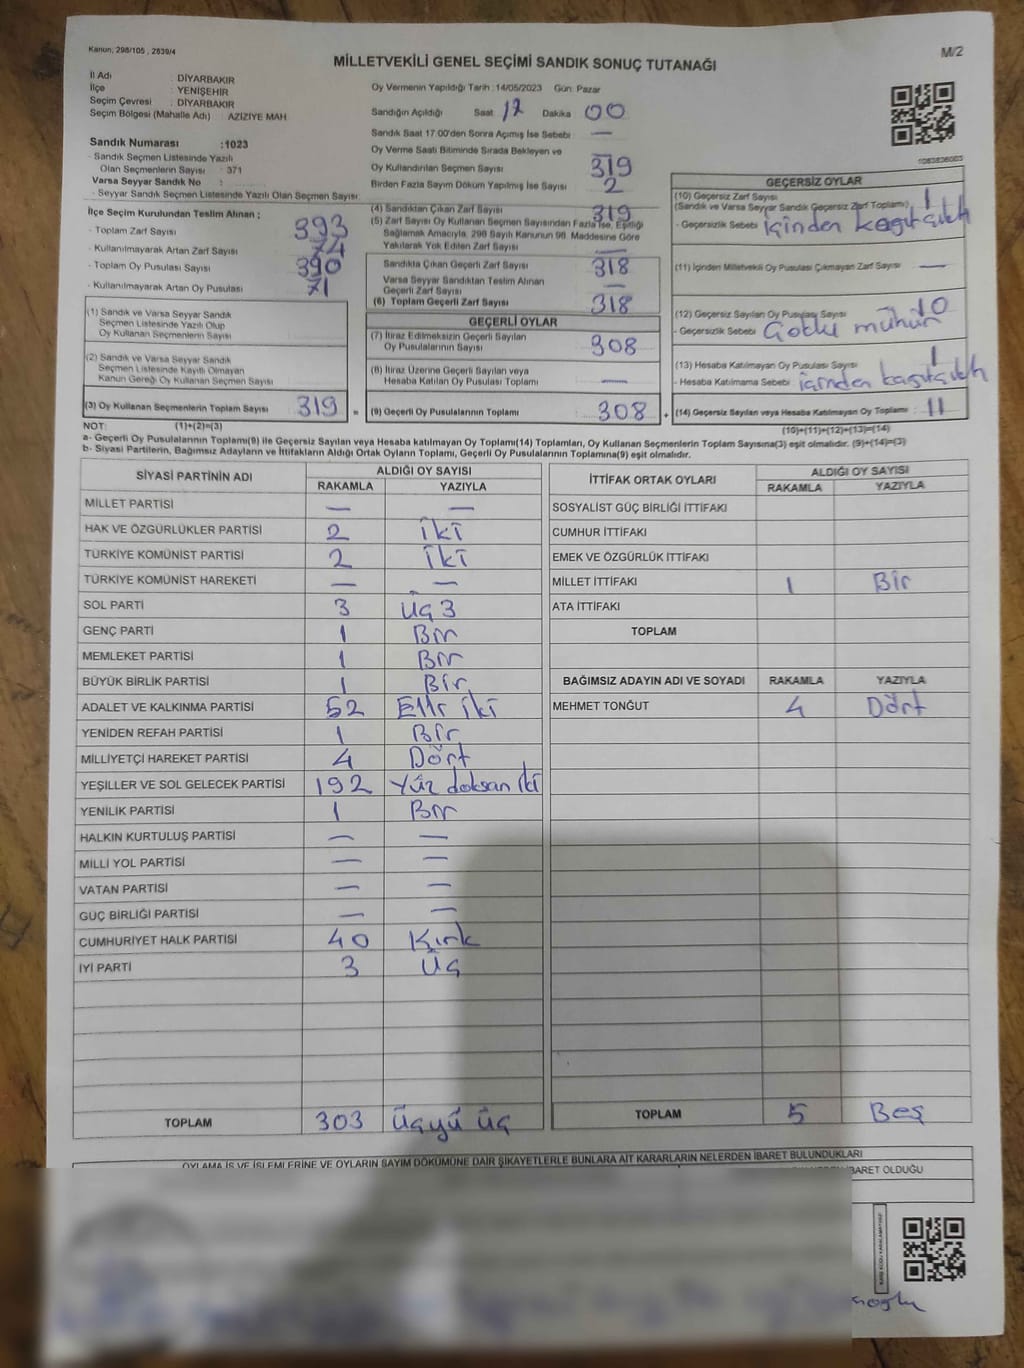 Kanun; 298/105 , 2839/4
M/2
MİLLETVEKİLİ GENEL SEÇİMİ SANDIK SONUÇ TUTANAĞI
İl Adı : DİYARBAKIR
İlçe : YENİŞEHİR
Seçim Çevresi : DİYARBAKIR
Seçim Bölgesi (Mahalle Adı) : AZİZİYE MAH
Sandık Numarası :1023
- Sandık Seçmen Listesinde Yazılı
Olan Seçmenlerin Sayısı : 371
Varsa Seyyar Sandık No :
- Seyyar Sandık Seçmen Listesinde Yazılı Olan Seçmen Sayısı
İlçe Seçim Kurulundan Teslim Alınan ;
- Toplam Zarf Sayısı 393
- Kullanılmayarak Artan Zarf Sayısı 74
- Toplam Oy Pusulası Sayısı 390
- Kullanılmayarak Artan Oy Pusulası 71
(1) Sandık ve Varsa Seyyar Sandık
Seçmen Listesinde Yazılı Olup
Oy Kullanan Seçmenlerin Sayısı
(2) Sandık ve Varsa Seyyar Sandık
Seçmen Listesinde Kayıtlı Olmayan
Kanun Gereği Oy Kullanan Seçmen Sayısı
(3) Oy Kullanan Seçmenlerin Toplam Sayısı 319 =
Oy Vermenin Yapıldığı Tarih : 14/05/2023 Gün: Pazar
Sandığın Açıldığı Saat 17 Dakika 00
Sandık Saat 17.00'den Sonra Açımış İse Sebebi : —
Oy Verme Saati Bitiminde Sırada Bekleyen ve
Oy Kullandırılan Seçmen Sayısı —
319
Birden Fazla Sayım Döküm Yapılmış İse Sayısı 2
(4) Sandıktan Çıkan Zarf Sayısı 319
(5) Zarf Sayısı Oy Kullanan Seçmen Sayısından Fazla İse, Eşitliği
Sağlamak Amacıyla, 298 Sayılı Kanunun 98. Maddesine Göre
Yakılarak Yok Edilen Zarf Sayısı —
Sandıkta Çıkan Geçerli Zarf Sayısı 318
Varsa Seyyar Sandıktan Teslim Alınan
Geçerli Zarf Sayısı —
(6) Toplam Geçerli Zarf Sayısı 318
GEÇERLİ OYLAR
(7) İtiraz Edilmeksizin Geçerli Sayılan
Oy Pusulalarının Sayısı 308
(8) İtiraz Üzerine Geçerli Sayılan veya
Hesaba Katılan Oy Pusulası Toplamı —
(9) Geçerli Oy Pusulalarının Toplamı 308 +
1083836003
GEÇERSİZ OYLAR
(10) Geçersiz Zarf Sayısı 1
(Sandık ve Varsa Seyyar Sandık Geçersiz Zarf Toplamı)
- Geçersizlik Sebebi : içinden kağıt çıktı
(11) İçinden Milletvekili Oy Pusulası Çıkmayan Zarf Sayısı —
(12) Geçersiz Sayılan Oy Pusulası Sayısı 10
- Geçersizlik Sebebi : Çoklu mühür
(13) Hesaba Katılmayan Oy Pusulası Sayısı 1
- Hesaba Katılmama Sebebi : içinden kağıt çıktı
(14) Geçersiz Sayılan veya Hesaba Katılmayan Oy Toplamı : 11
NOT: (1)+(2)=(3) (10)+(11)+(12)+(13)=(14)
a- Geçerli Oy Pusulalarının Toplamı(9) ile Geçersiz Sayılan veya Hesaba katılmayan Oy Toplamı(14) Toplamları, Oy Kullanan Seçmenlerin Toplam Sayısına(3) eşit olmalıdır. (9)+(14)=(3)
b- Siyasi Partilerin, Bağımsız Adayların ve İttifakların Aldığı Ortak Oyların Toplamı, Geçerli Oy Pusulalarının Toplamına(9) eşit olmalıdır.
SİYASİ PARTİNİN ADI ALDIĞI OY SAYISI
RAKAMLA YAZIYLA
MİLLET PARTİSİ — —
HAK VE ÖZGÜRLÜKLER PARTİSİ 2 İki
TÜRKİYE KOMÜNİST PARTİSİ 2 İki
TÜRKİYE KOMÜNİST HAREKETİ — —
SOL PARTİ 3 Üç 3
GENÇ PARTİ 1 Bir
MEMLEKET PARTİSİ 1 Bir
BÜYÜK BİRLİK PARTİSİ 1 Bir
ADALET VE KALKINMA PARTİSİ 52 Elli iki
YENİDEN REFAH PARTİSİ 1 Bir
MİLLİYETÇİ HAREKET PARTİSİ 4 Dört
YEŞİLLER VE SOL GELECEK PARTİSİ 192 Yüz doksan iki
YENİLİK PARTİSİ 1 Bir
HALKIN KURTULUŞ PARTİSİ — —
MİLLİ YOL PARTİSİ — —
VATAN PARTİSİ — —
GÜÇ BİRLİĞİ PARTİSİ — —
CUMHURİYET HALK PARTİSİ 40 Kırk
İYİ PARTİ 3 Üç
TOPLAM 303 Üçyü üç
İTTİFAK ORTAK OYLARI ALDIĞI OY SAYISI
RAKAMLA YAZIYLA
SOSYALİST GÜÇ BİRLİĞİ İTTİFAKI
CUMHUR İTTİFAKI
EMEK VE ÖZGÜRLÜK İTTİFAKI
MİLLET İTTİFAKI 1 Bir
ATA İTTİFAKI
TOPLAM
BAĞIMSIZ ADAYIN ADI VE SOYADI RAKAMLA YAZIYLA
MEHMET TONĞUT 4 Dört
TOPLAM 5 Beş
OYLAMA İŞ VE İŞLEMLERİNE VE OYLARIN SAYIM DÖKÜMÜNE DAİR ŞİKAYETLERLE BUNLARA AİT KARARLARIN NELERDEN İBARET BULUNDUKLARI
İBARET OLDUĞU